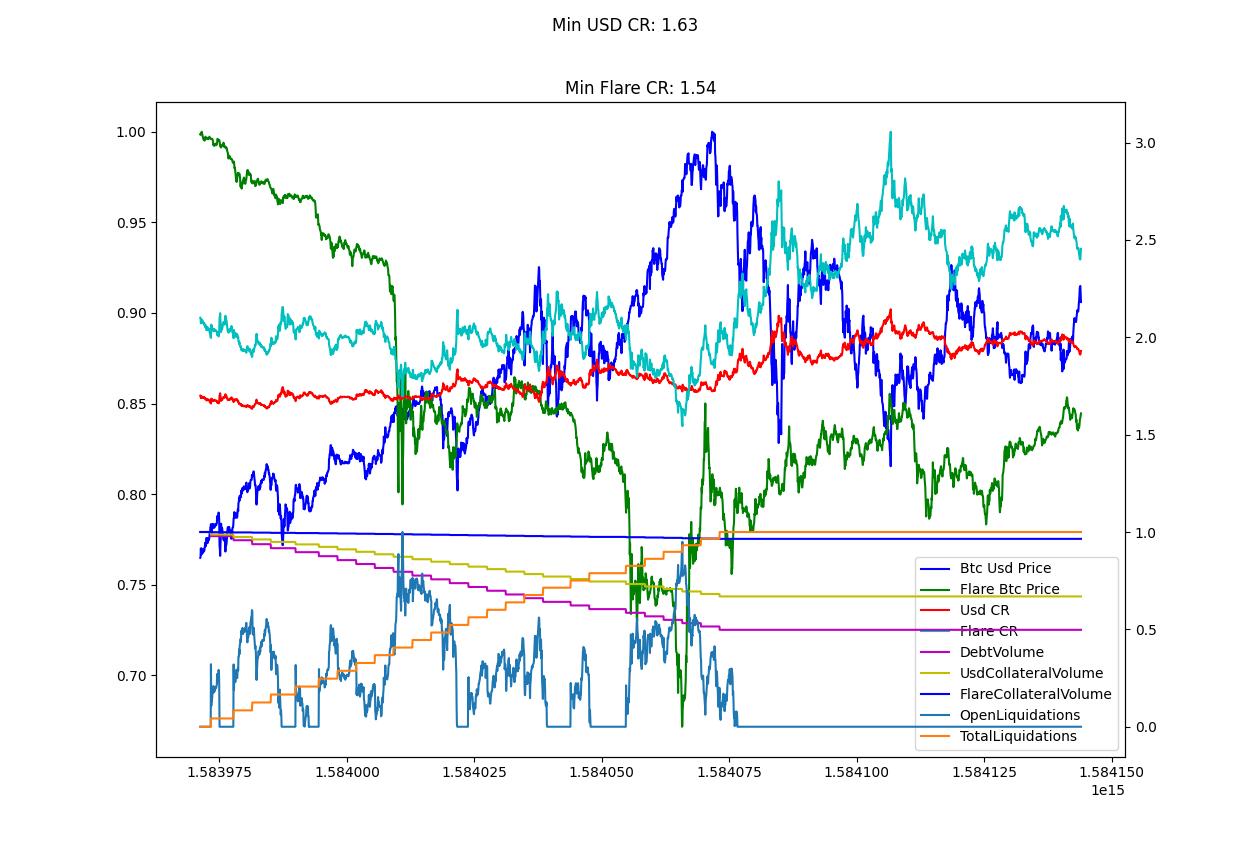 Min USD CR: 1.63
Min Flare CR: 1.54
1.00
0.95
0.90
0.85
0.80
0.75
0.70
3.0
2.5
2.0
1.5
1.0
0.5
0.0
Btc Usd Price
Flare Btc Price
Usd CR
Flare CR
DebtVolume
UsdCollateralVolume
FlareCollateralVolume
OpenLiquidations
TotalLiquidations
1.583975 1.584000 1.584025 1.584050 1.584075 1.584100 1.584125 1.584150
1e15